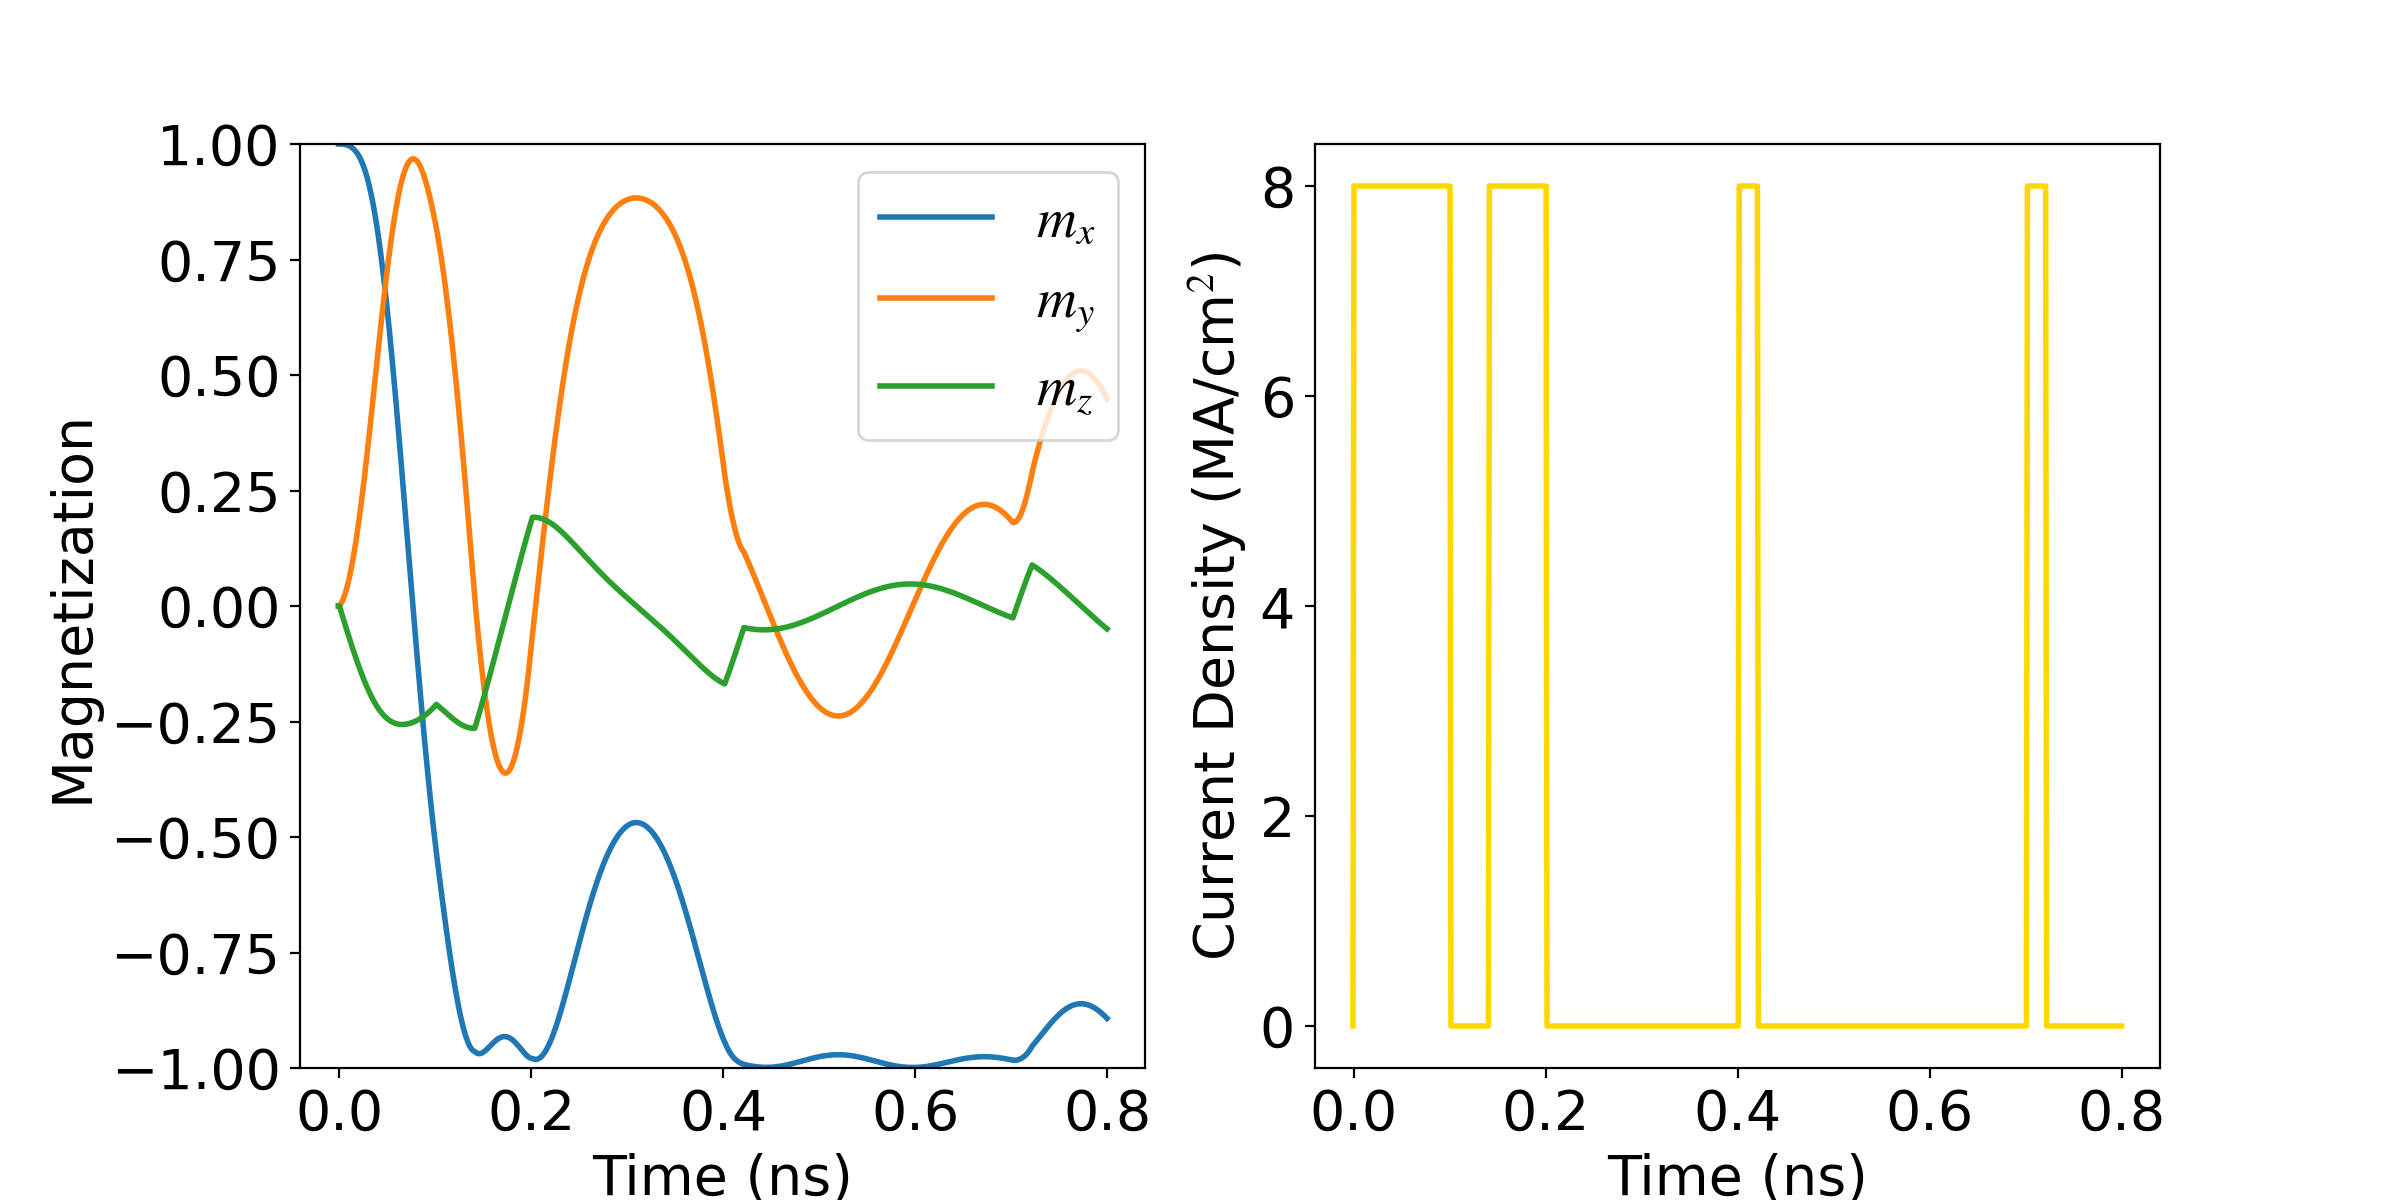 Magnetization
1.00
0.75
0.50
0.25
0.00
−0.25
−0.50
−0.75
−1.00
0.0 0.2 0.4 0.6 0.8
Time (ns)
mₓ
m_y
m_z
Current Density (MA/cm²)
8
6
4
2
0
0.0 0.2 0.4 0.6 0.8
Time (ns)